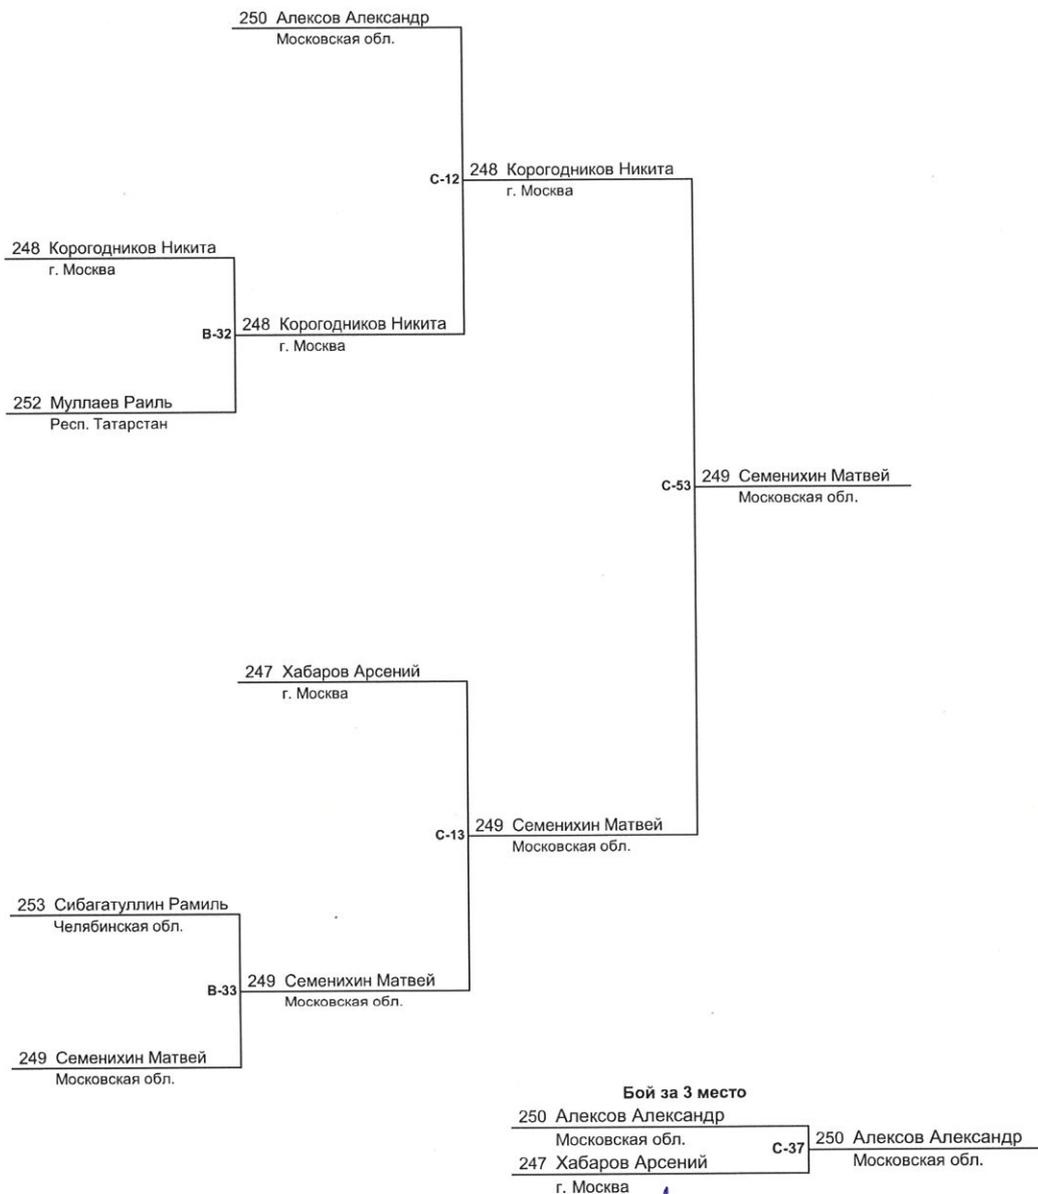 250 Алексов Александр
Московская обл.
C-12
248 Корогодников Никита
г. Москва
248 Корогодников Никита
г. Москва
B-32
248 Корогодников Никита
г. Москва
252 Муллаев Раиль
Респ. Татарстан
C-53
249 Семенихин Матвей
Московская обл.
247 Хабаров Арсений
г. Москва
C-13
249 Семенихин Матвей
Московская обл.
253 Сибагатуллин Рамиль
Челябинская обл.
B-33
249 Семенихин Матвей
Московская обл.
249 Семенихин Матвей
Московская обл.
Бой за 3 место
250 Алексов Александр
Московская обл.
C-37
250 Алексов Александр
Московская обл.
247 Хабаров Арсений
г. Москва